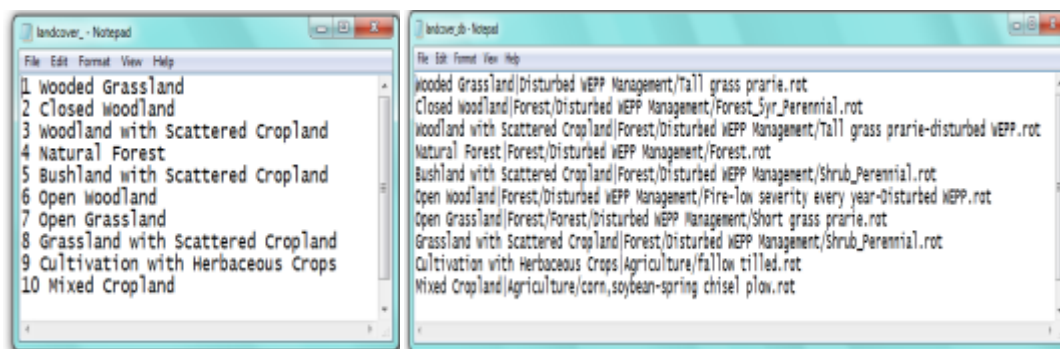 landcover_ - Notepad
File Edit Format View Help
1 Wooded Grassland
2 Closed Woodland
3 Woodland with Scattered Cropland
4 Natural Forest
5 Bushland with Scattered Cropland
6 Open Woodland
7 Open Grassland
8 Grassland with Scattered Cropland
9 Cultivation with Herbaceous Crops
10 Mixed Cropland
landcover_db - Notepad
File Edit Format View Help
Wooded Grassland|Disturbed WEPP Management/Tall grass prarie.rot
Closed Woodland|Forest/Disturbed WEPP Management/Forest_5yr_Perennial.rot
Woodland with Scattered Cropland|Forest/Disturbed WEPP Management/Tall grass prarie-disturbed WEPP.rot
Natural Forest|Forest/Disturbed WEPP Management/Forest.rot
Bushland with Scattered Cropland|Forest/Disturbed WEPP Management/Shrub_Perennial.rot
Open Woodland|Forest/Disturbed WEPP Management/Fire-low severity every year-Disturbed WEPP.rot
Open Grassland|Forest/Forest/Disturbed WEPP Management/Short grass prarie.rot
Grassland with Scattered Cropland|Forest/Disturbed WEPP Management/Shrub_Perennial.rot
Cultivation with Herbaceous Crops|Agriculture/fallow tilled.rot
Mixed Cropland|Agriculture/corn,soybean-spring chisel plow.rot